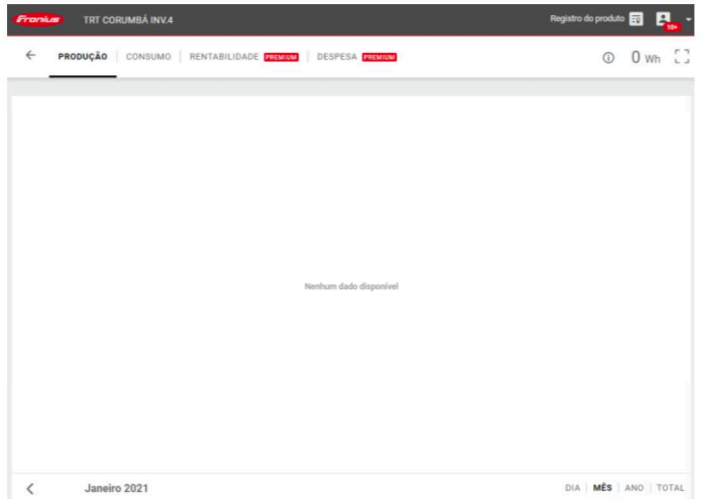 Fronius TRT CORUMBÁ INV.4 Registro do produto 10+
PRODUÇÃO CONSUMO RENTABILIDADE PREMIUM DESPESA PREMIUM 0 Wh
Nenhum dado disponível
Janeiro 2021 DIA MÊS ANO TOTAL